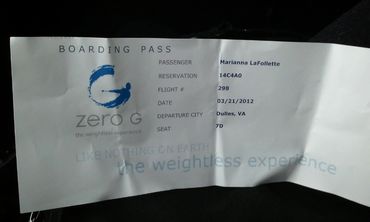 BOARDING PASS
PASSENGER Marianna LaFollette
RESERVATION 14C4A0
FLIGHT # 29B
DATE 03/21/2012
DEPARTURE CITY Dulles, VA
SEAT 7D
zero G
the weightless experience
LIKE NOTHING ON EARTH
the weightless experience